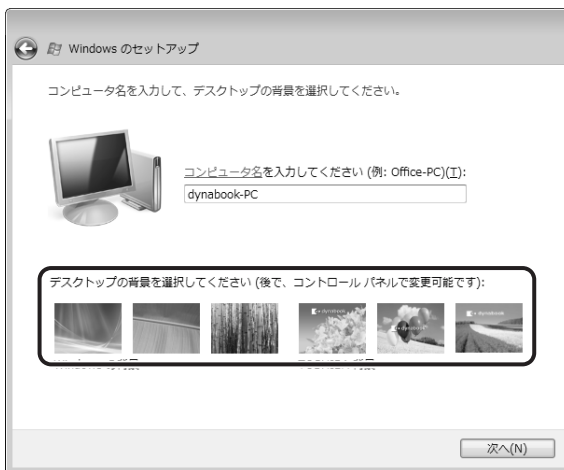 Windows のセットアップ
コンピュータ名を入力して、デスクトップの背景を選択してください。
コンピュータ名を入力してください (例: Office-PC)(T):
dynabook-PC
デスクトップの背景を選択してください (後で、コントロール パネルで変更可能です):
dynabook
dynabook
dynabook
次へ(N)